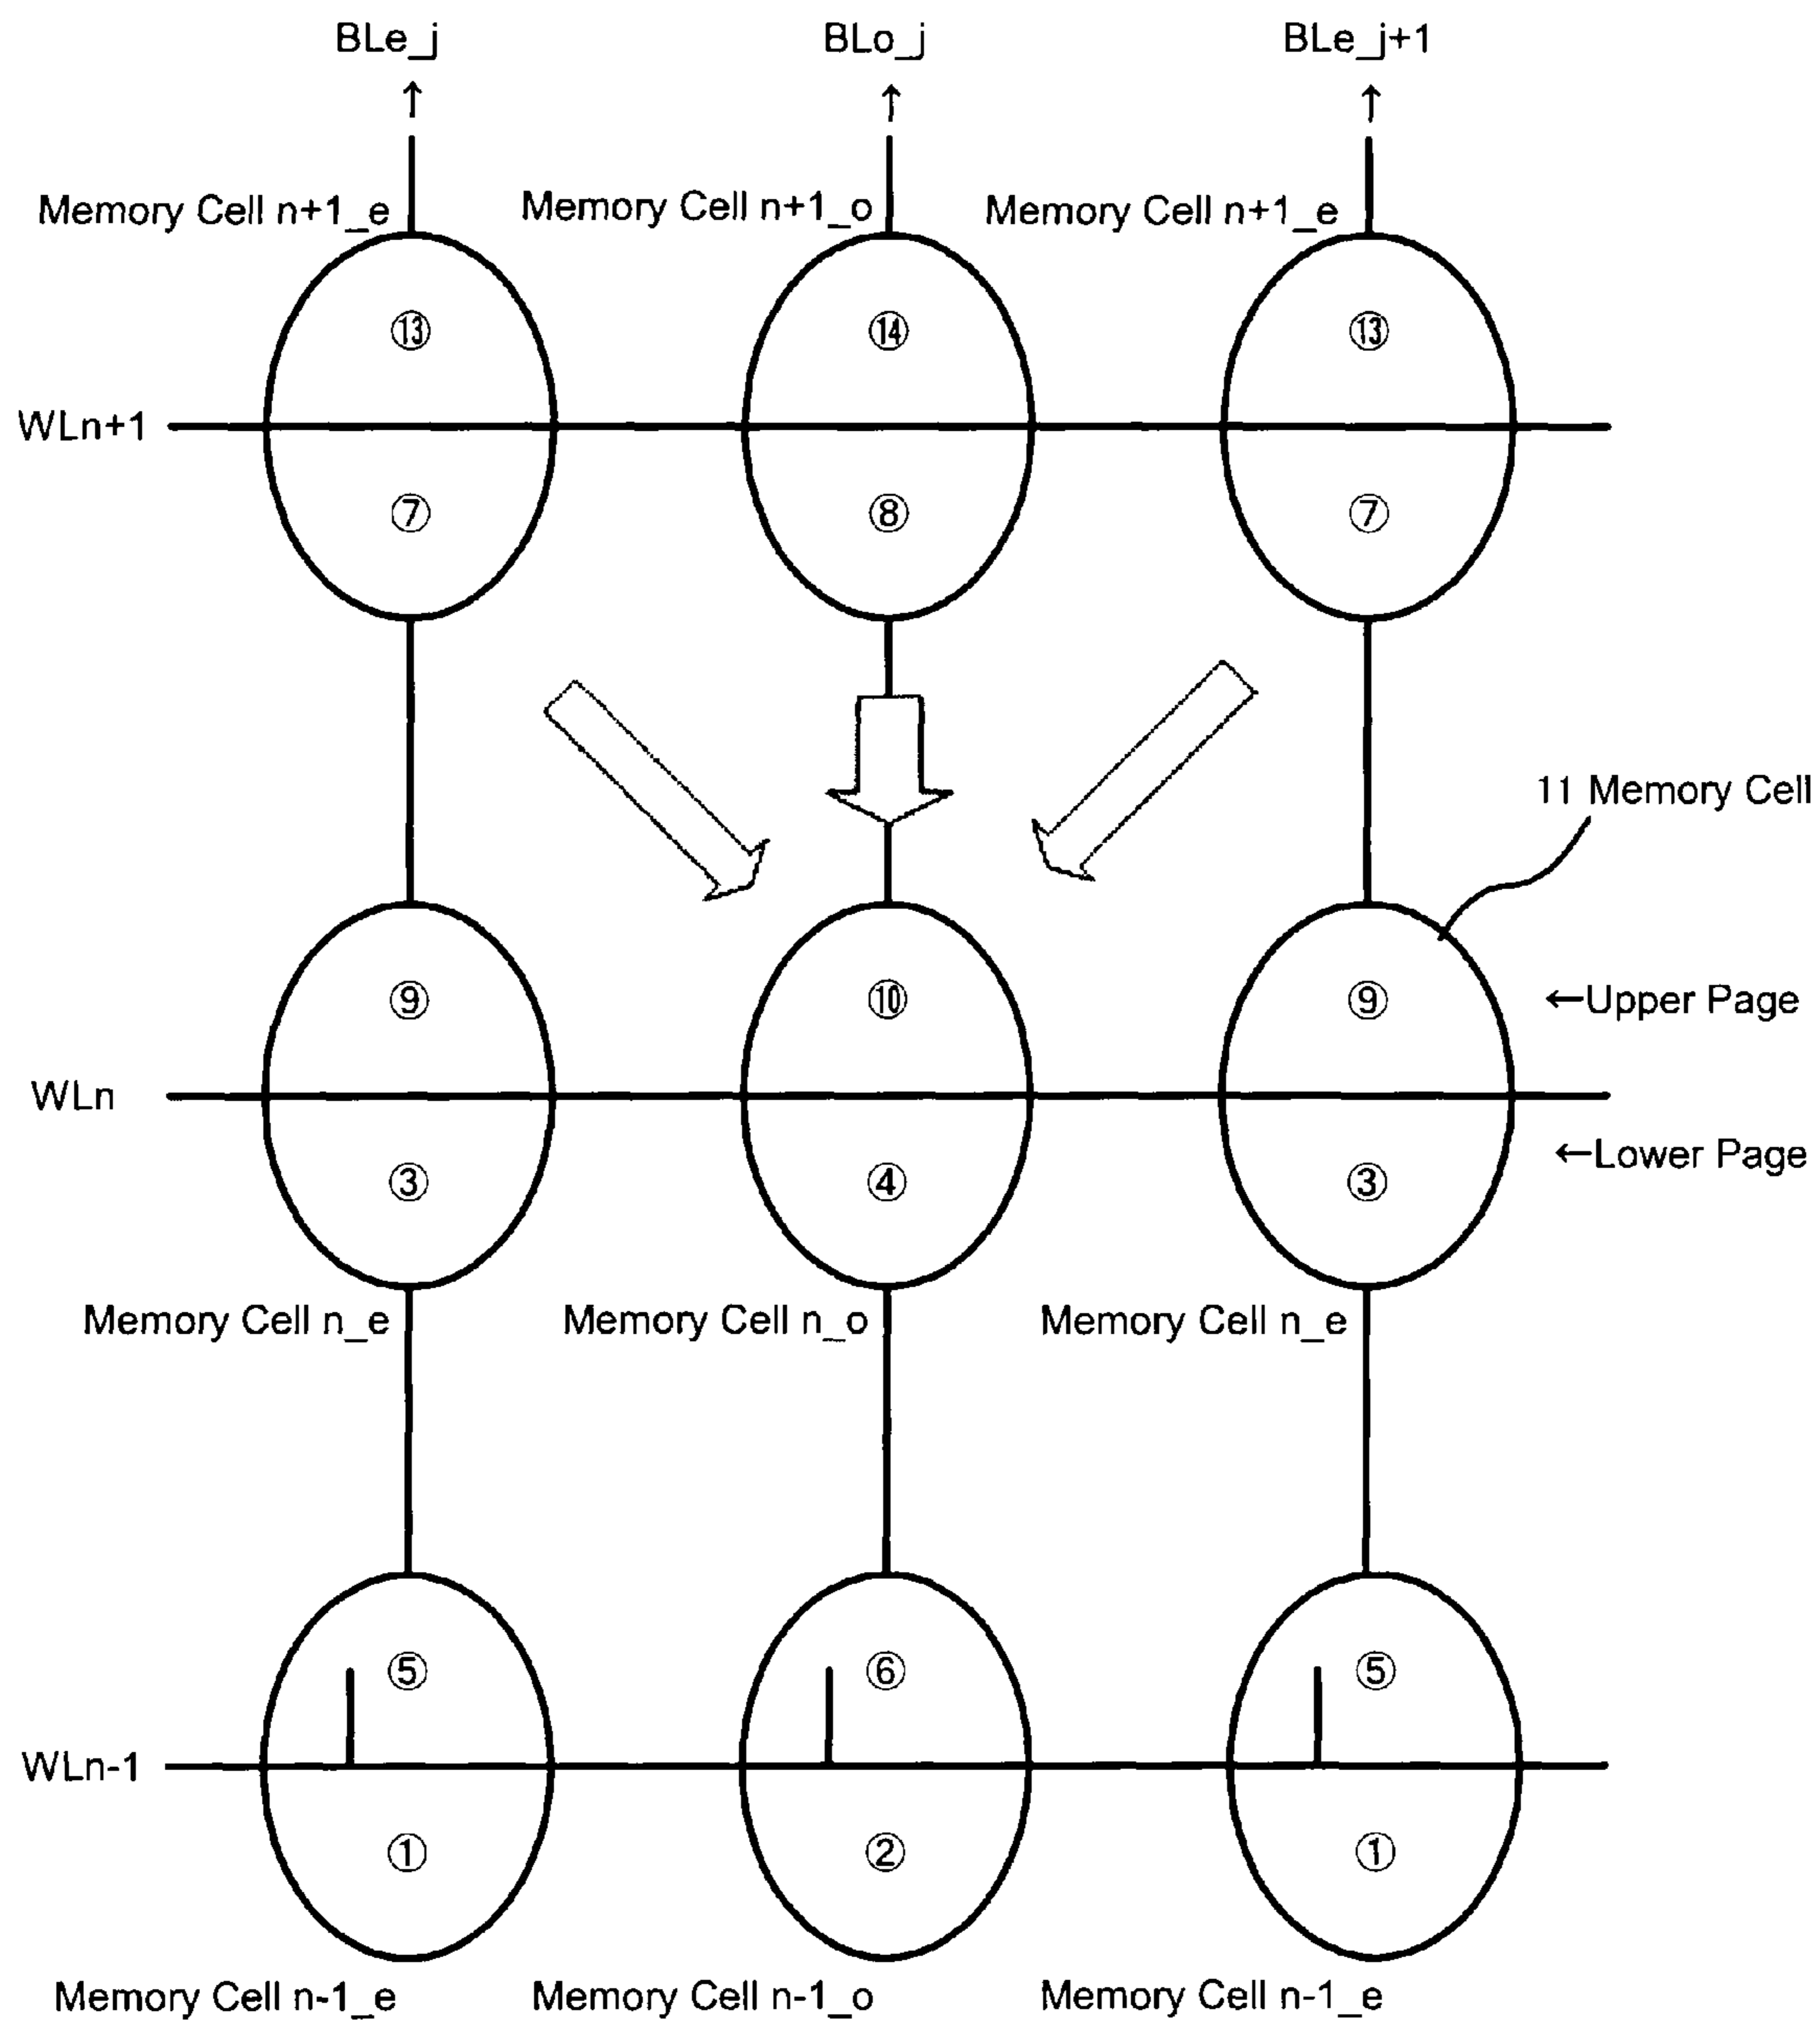 BLe_j BLo_j BLe_j+1
↑ ↑ ↑
Memory Cell n+1_e Memory Cell n+1_o Memory Cell n+1_e
⑬ ⑭ ⑬
WLn+1
⑦ ⑧ ⑦
11 Memory Cell
⑨ ⑩ ⑨ ←Upper Page
WLn
③ ④ ③ ←Lower Page
Memory Cell n_e Memory Cell n_o Memory Cell n_e
⑤ ⑥ ⑤
WLn-1
① ② ①
Memory Cell n-1_e Memory Cell n-1_o Memory Cell n-1_e